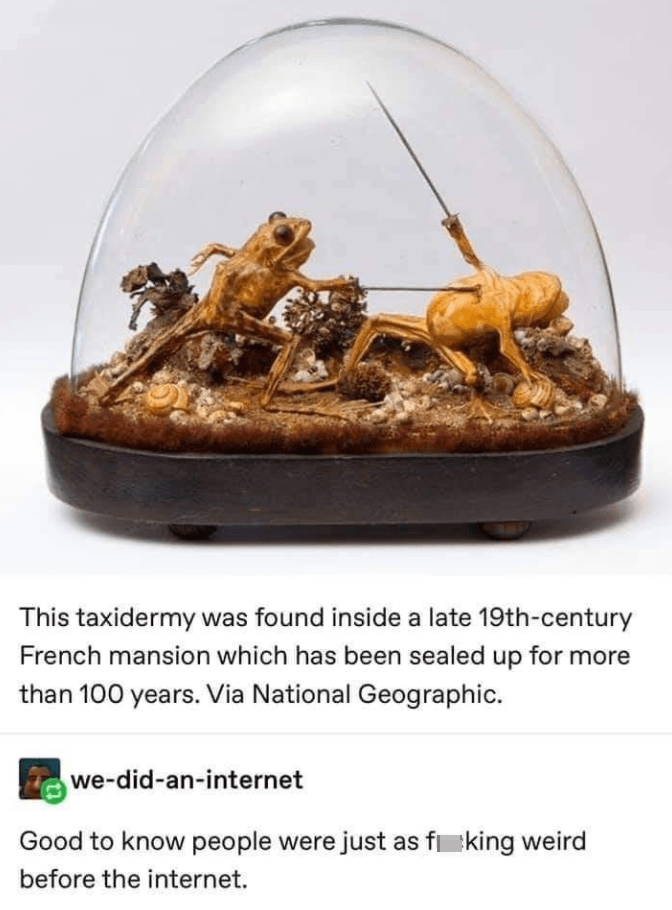 This taxidermy was found inside a late 19th-century
French mansion which has been sealed up for more
than 100 years. Via National Geographic.
we-did-an-internet
Good to know people were just as f king weird
before the internet.